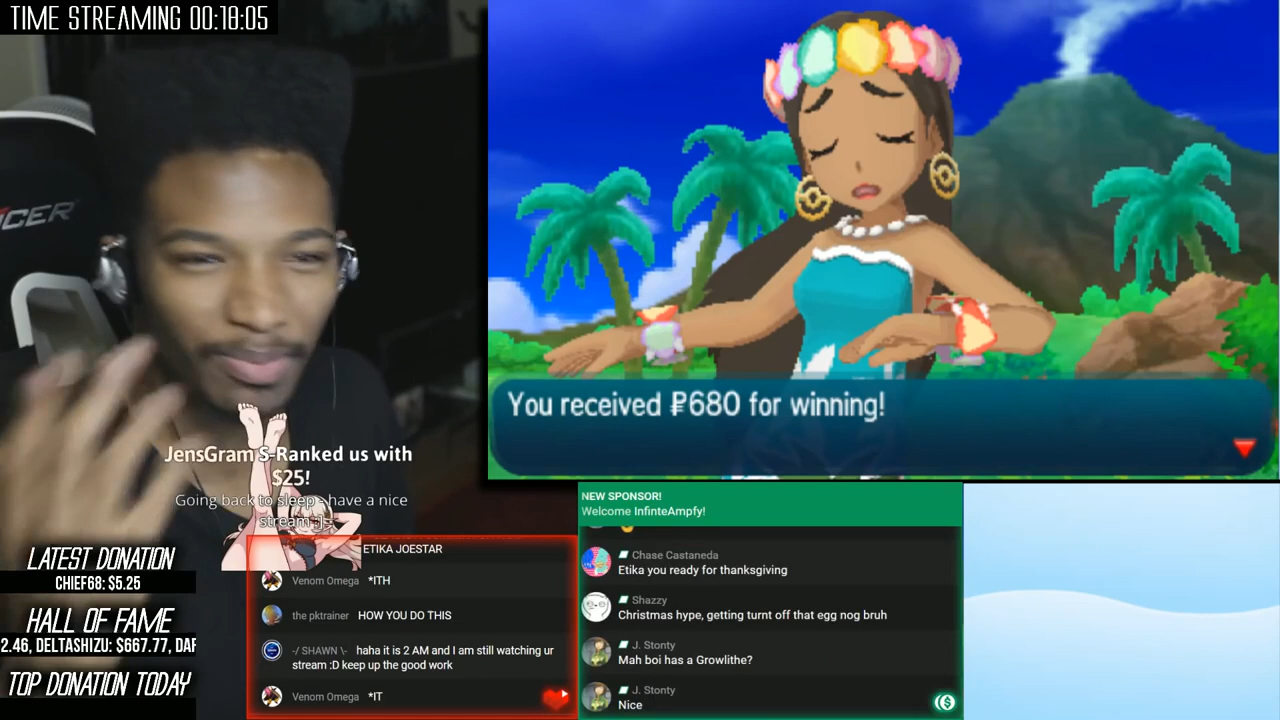 TIME STREAMING 00:18:05
CER
You received ₽680 for winning!
JensGram S-Ranked us with
$25!
Going back to sleep - have a nice
stream :]
LATEST DONATION
CHIEF68: $5.25
HALL OF FAME
2.46, DELTASHIZU: $667.77, DAR
TOP DONATION TODAY
ETIKA JOESTAR
Venom Omega *ITH
the pktrainer HOW YOU DO THIS
-/ SHAWN \- haha it is 2 AM and I am still watching ur
stream :D keep up the good work
Venom Omega *IT
NEW SPONSOR!
Welcome InfinteAmpfy!
Chase Castaneda
Etika you ready for thanksgiving
Shazzy
Christmas hype, getting turnt off that egg nog bruh
J. Stonty
Mah boi has a Growlithe?
J. Stonty
Nice